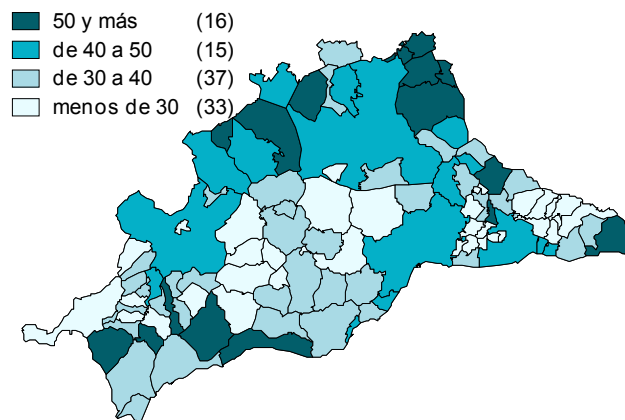 50 y más (16)
de 40 a 50 (15)
de 30 a 40 (37)
menos de 30 (33)